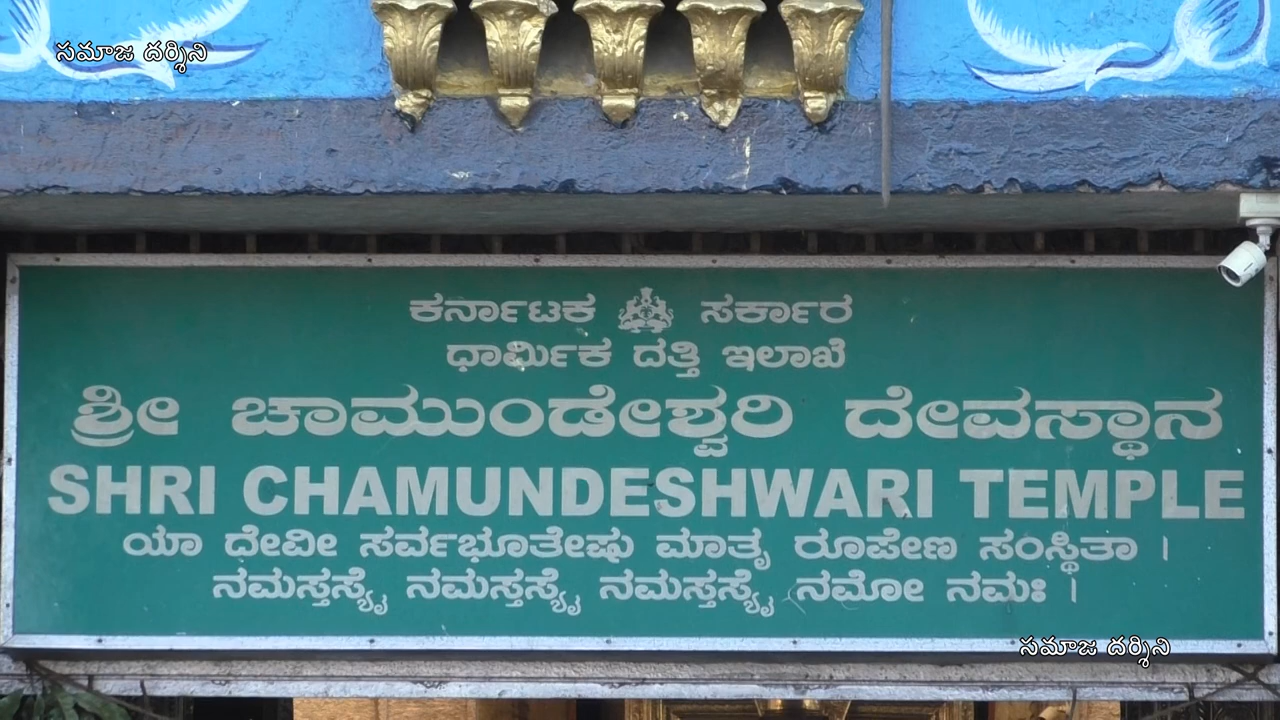 ಸಮಾಜ ದರ್ಶಿನಿ
ಕರ್ನಾಟಕ ಸರ್ಕಾರ
ಧಾರ್ಮಿಕ ದತ್ತಿ ಇಲಾಖೆ
ಶ್ರೀ ಚಾಮುಂಡೇಶ್ವರಿ ದೇವಸ್ಥಾನ
SHRI CHAMUNDESHWARI TEMPLE
ಯಾ ದೇವೀ ಸರ್ವಭೂತೇಷು ಮಾತೃ ರೂಪೇಣ ಸಂಸ್ಥಿತಾ ।
ನಮಸ್ತಸ್ಯೈ ನಮಸ್ತಸ್ಯೈ ನಮಸ್ತಸ್ಯೈ ನಮೋ ನಮಃ ।
ಸಮಾಜ ದರ್ಶಿನಿ